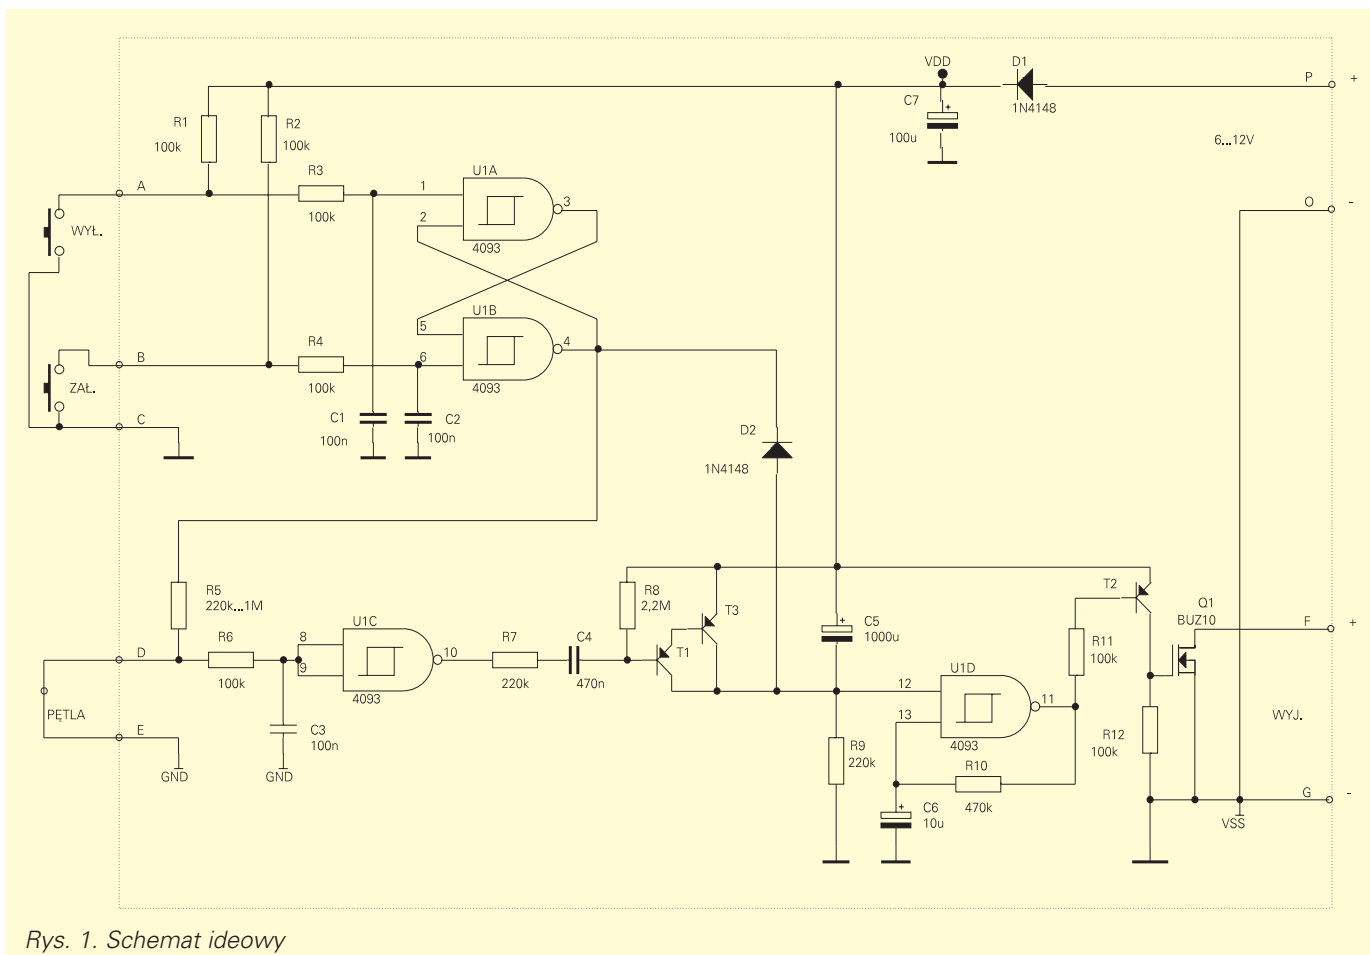 VDD
D1
1N4148
P
+
C7
100u
+
6...12V
R1
100k
R2
100k
A
R3
100k
U1A
1
2
3
4093
O
-
WYŁ.
U1B
5
6
4
4093
B
R4
100k
ZAŁ.
C
C1
100n
C2
100n
D2
1N4148
R5
220k...1M
D
R6
100k
U1C
8
9
10
4093
R7
220k
C4
470n
R8
2,2M
T3
T1
C5
1000u
+
T2
Q1
BUZ10
F
+
R11
100k
U1D
12
13
11
4093
PĘTLA
E
GND
C3
100n
GND
R9
220k
R10
470k
C6
10u
+
R12
100k
WYJ.
G
-
VSS
Rys. 1. Schemat ideowy